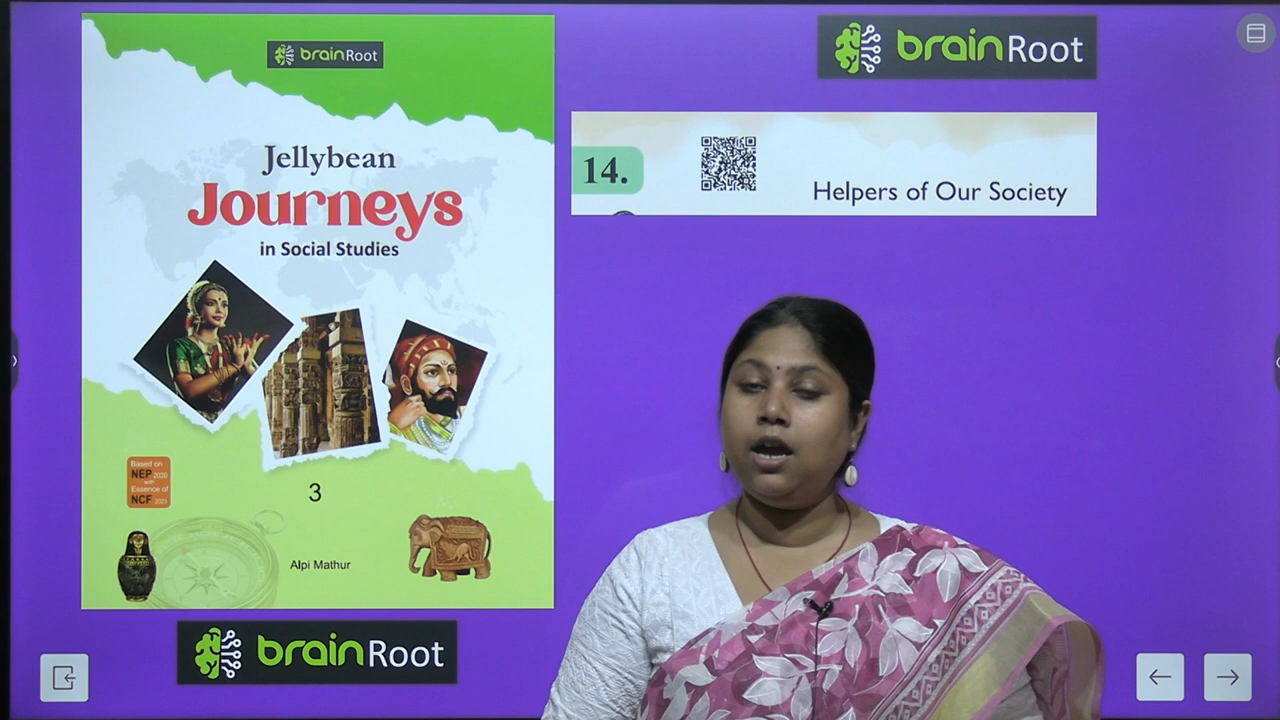 brainRoot
Jellybean
Journeys
in Social Studies
Based on
NEP 2020
with
Essence of
NCF 2023
3
Alpi Mathur
brainRoot
brainRoot
14.
Helpers of Our Society